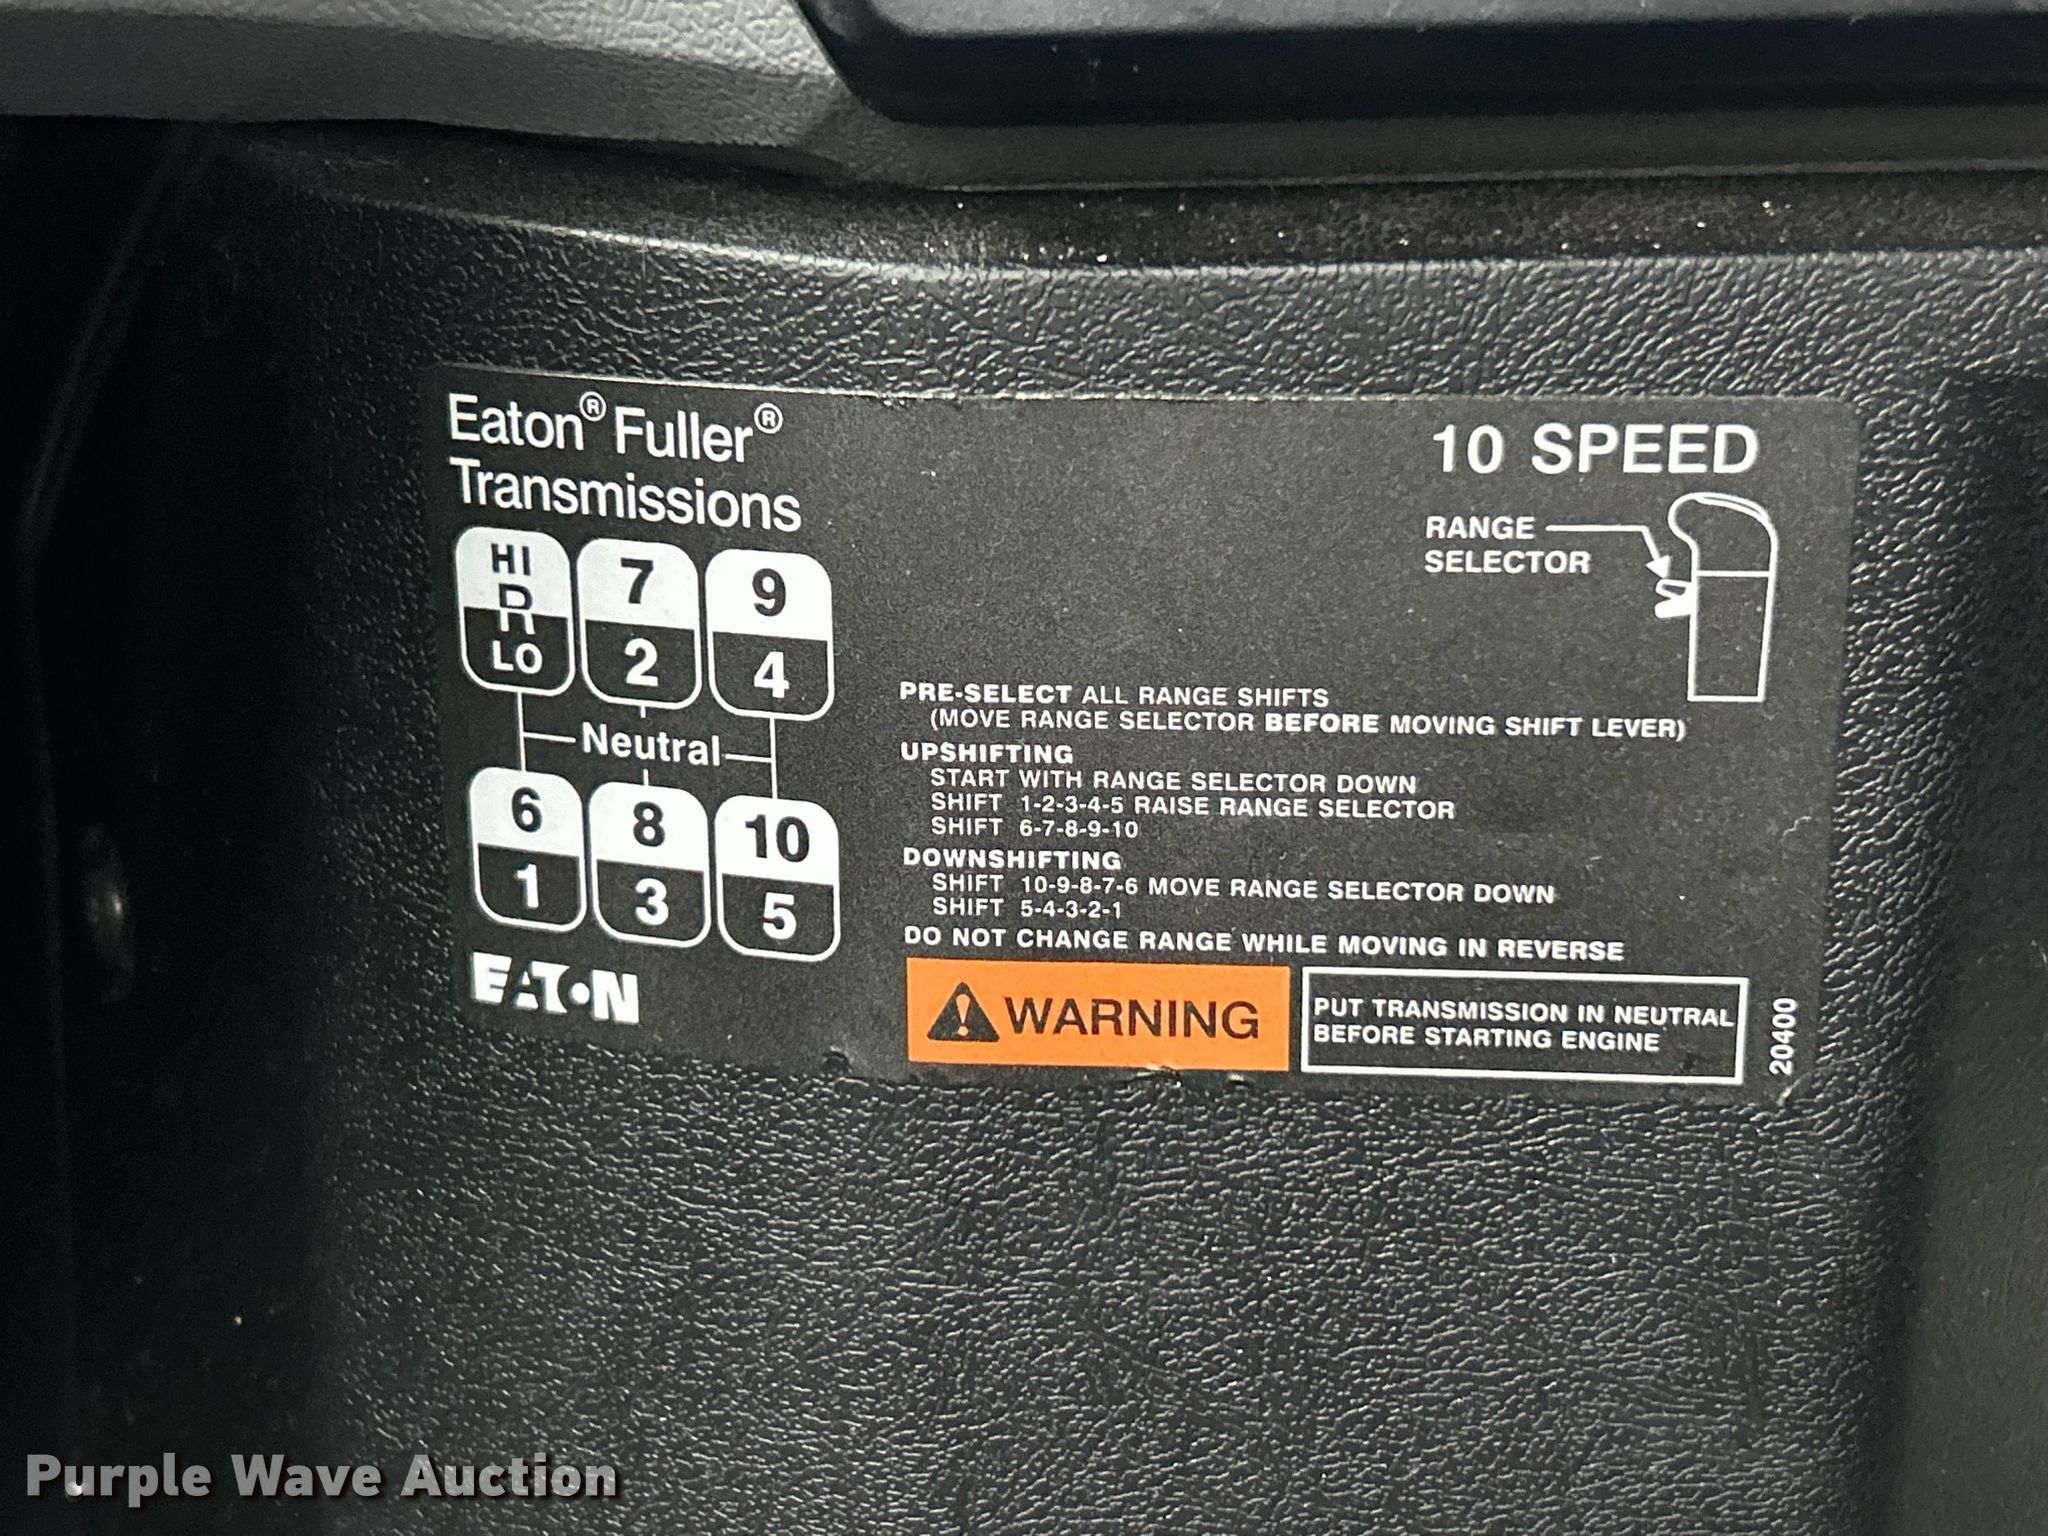 Eaton® Fuller®
Transmissions
10 SPEED
RANGE
SELECTOR
HI 7 9
R
LO 2 4
Neutral
6 8 10
1 3 5
EATON
PRE-SELECT ALL RANGE SHIFTS
(MOVE RANGE SELECTOR BEFORE MOVING SHIFT LEVER)
UPSHIFTING
START WITH RANGE SELECTOR DOWN
SHIFT 1-2-3-4-5 RAISE RANGE SELECTOR
SHIFT 6-7-8-9-10
DOWNSHIFTING
SHIFT 10-9-8-7-6 MOVE RANGE SELECTOR DOWN
SHIFT 5-4-3-2-1
DO NOT CHANGE RANGE WHILE MOVING IN REVERSE
WARNING
PUT TRANSMISSION IN NEUTRAL
BEFORE STARTING ENGINE
20400
Purple Wave Auction